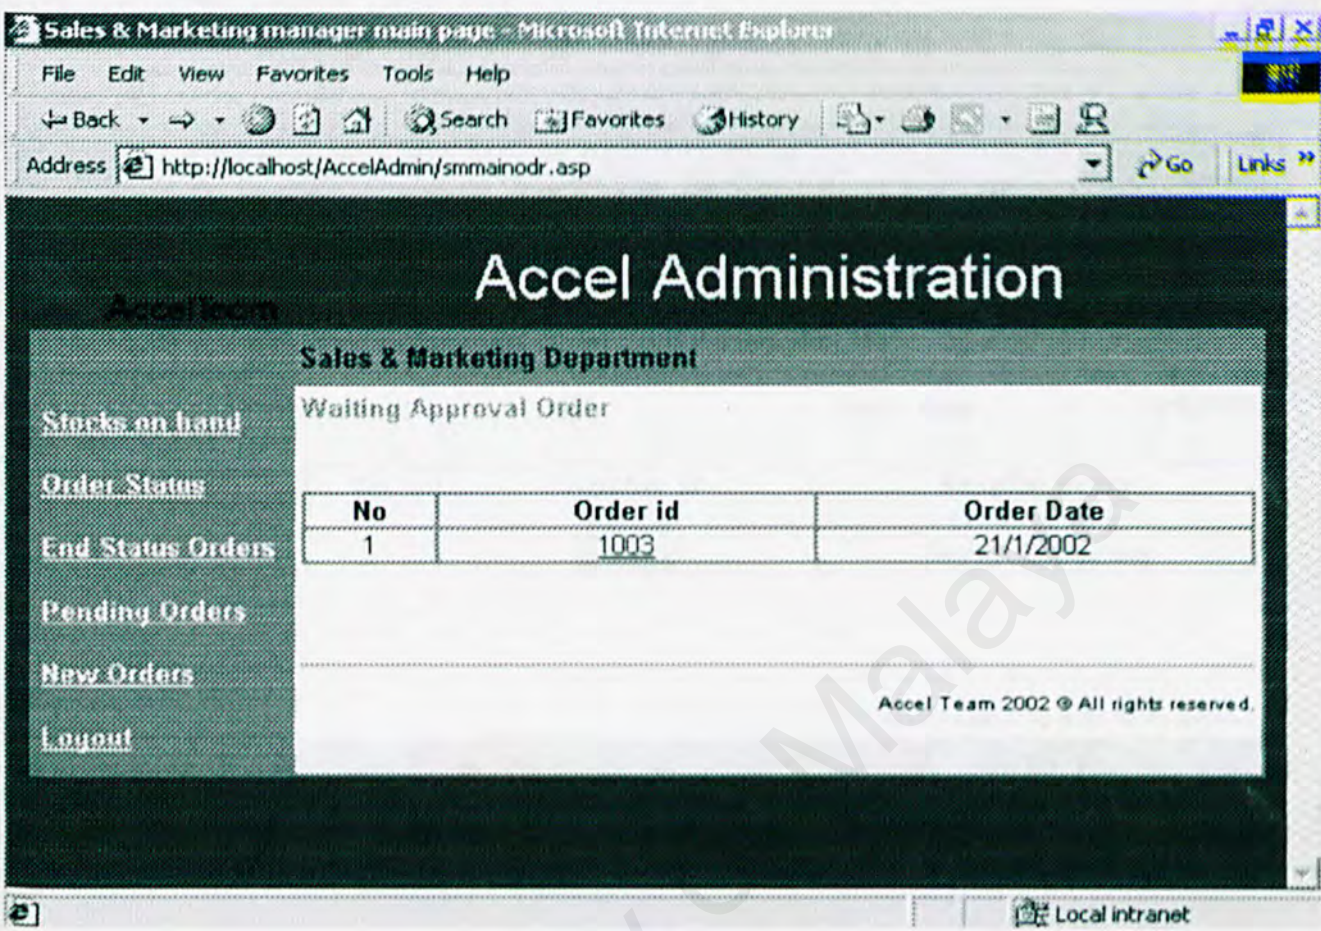 Sales & Marketing manager main page - Microsoft Internet Explorer
File Edit View Favorites Tools Help
Back Search Favorites History
Address http://localhost/AccelAdmin/smmainodr.asp Go Links »
Accel Administration
AccelTeam
Sales & Marketing Department
Waiting Approval Order
Stocks on hand
Order Status
End Status Orders
Pending Orders
New Orders
Logout
No Order id Order Date
1 1003 21/1/2002
Accel Team 2002 @ All rights reserved.
Local intranet
Malaya